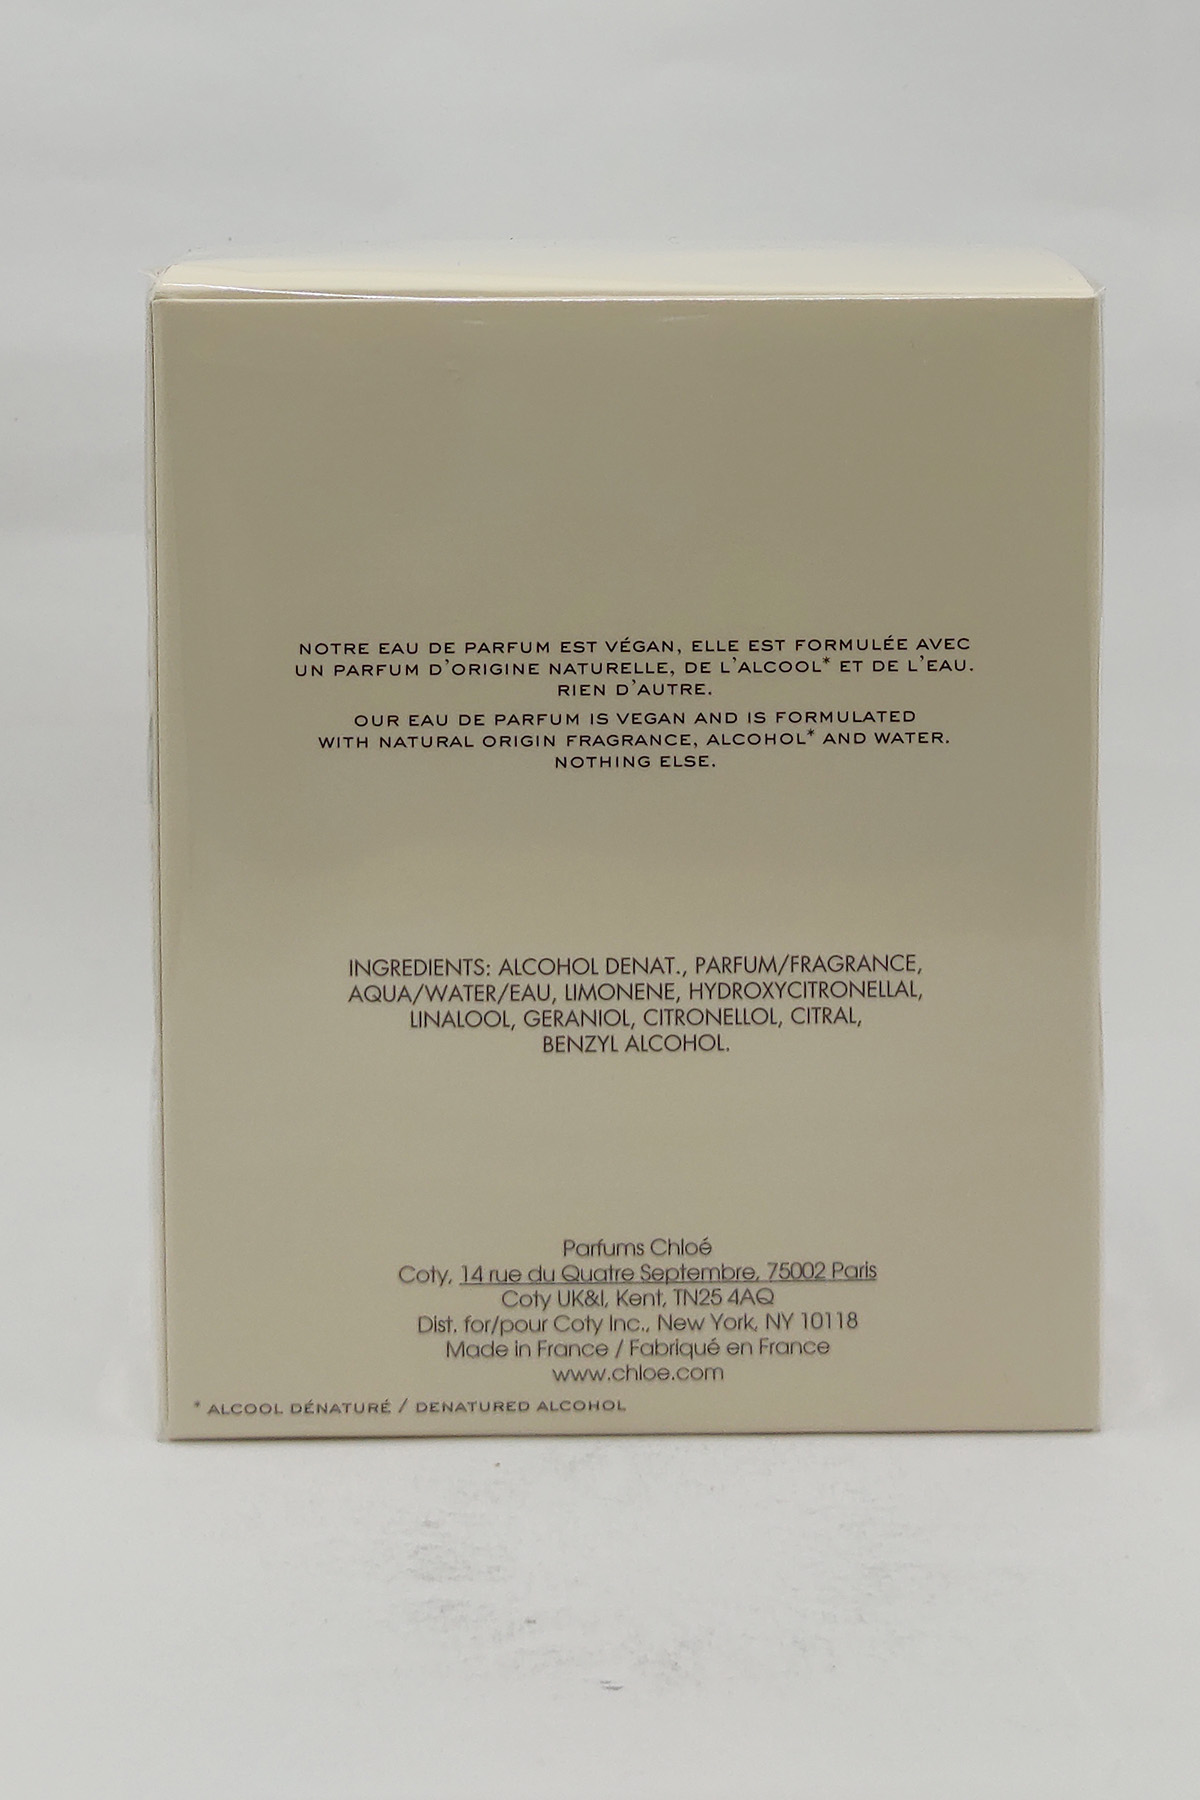 NOTRE EAU DE PARFUM EST VÉGAN, ELLE EST FORMULÉE AVEC
UN PARFUM D'ORIGINE NATURELLE, DE L'ALCOOL* ET DE L'EAU.
RIEN D'AUTRE.
OUR EAU DE PARFUM IS VEGAN AND IS FORMULATED
WITH NATURAL ORIGIN FRAGRANCE, ALCOHOL* AND WATER.
NOTHING ELSE.
INGREDIENTS: ALCOHOL DENAT., PARFUM/FRAGRANCE,
AQUA/WATER/EAU, LIMONENE, HYDROXYCITRONELLAL,
LINALOOL, GERANIOL, CITRONELLOL, CITRAL,
BENZYL ALCOHOL.
Parfums Chloé
Coty, 14 rue du Quatre Septembre, 75002 Paris
Coty UK&I, Kent, TN25 4AQ
Dist. for/pour Coty Inc., New York, NY 10118
Made in France / Fabriqué en France
www.chloe.com
* ALCOOL DÉNATURÉ / DENATURED ALCOHOL